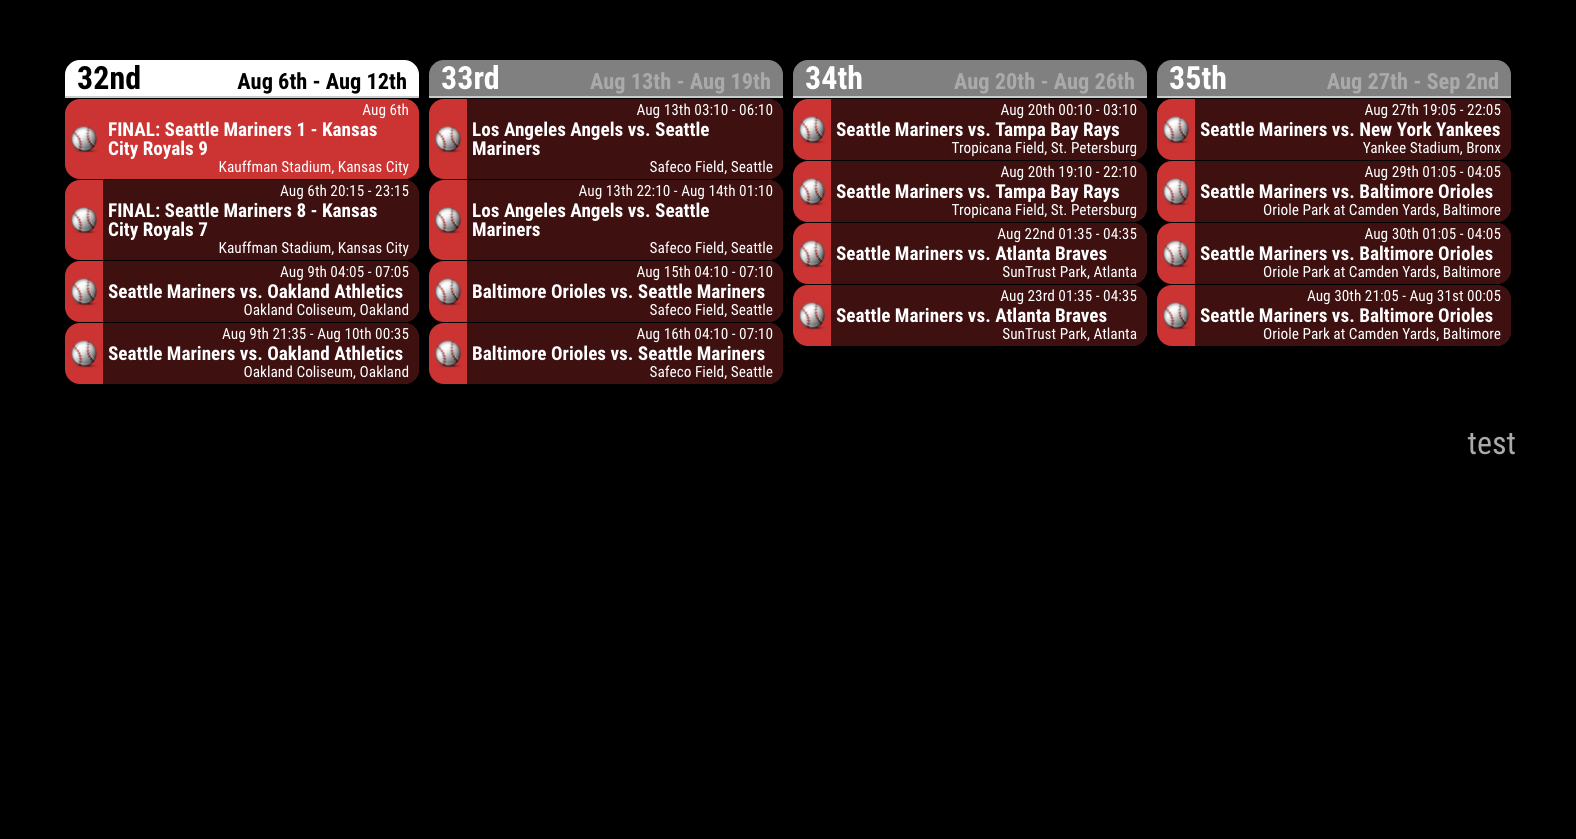 32nd Aug 6th - Aug 12th
Aug 6th
FINAL: Seattle Mariners 1 - Kansas
City Royals 9
Kauffman Stadium, Kansas City
Aug 6th 20:15 - 23:15
FINAL: Seattle Mariners 8 - Kansas
City Royals 7
Kauffman Stadium, Kansas City
Aug 9th 04:05 - 07:05
Seattle Mariners vs. Oakland Athletics
Oakland Coliseum, Oakland
Aug 9th 21:35 - Aug 10th 00:35
Seattle Mariners vs. Oakland Athletics
Oakland Coliseum, Oakland
33rd Aug 13th - Aug 19th
Aug 13th 03:10 - 06:10
Los Angeles Angels vs. Seattle
Mariners
Safeco Field, Seattle
Aug 13th 22:10 - Aug 14th 01:10
Los Angeles Angels vs. Seattle
Mariners
Safeco Field, Seattle
Aug 15th 04:10 - 07:10
Baltimore Orioles vs. Seattle Mariners
Safeco Field, Seattle
Aug 16th 04:10 - 07:10
Baltimore Orioles vs. Seattle Mariners
Safeco Field, Seattle
34th Aug 20th - Aug 26th
Aug 20th 00:10 - 03:10
Seattle Mariners vs. Tampa Bay Rays
Tropicana Field, St. Petersburg
Aug 20th 19:10 - 22:10
Seattle Mariners vs. Tampa Bay Rays
Tropicana Field, St. Petersburg
Aug 22nd 01:35 - 04:35
Seattle Mariners vs. Atlanta Braves
SunTrust Park, Atlanta
Aug 23rd 01:35 - 04:35
Seattle Mariners vs. Atlanta Braves
SunTrust Park, Atlanta
35th Aug 27th - Sep 2nd
Aug 27th 19:05 - 22:05
Seattle Mariners vs. New York Yankees
Yankee Stadium, Bronx
Aug 29th 01:05 - 04:05
Seattle Mariners vs. Baltimore Orioles
Oriole Park at Camden Yards, Baltimore
Aug 30th 01:05 - 04:05
Seattle Mariners vs. Baltimore Orioles
Oriole Park at Camden Yards, Baltimore
Aug 30th 21:05 - Aug 31st 00:05
Seattle Mariners vs. Baltimore Orioles
Oriole Park at Camden Yards, Baltimore
test